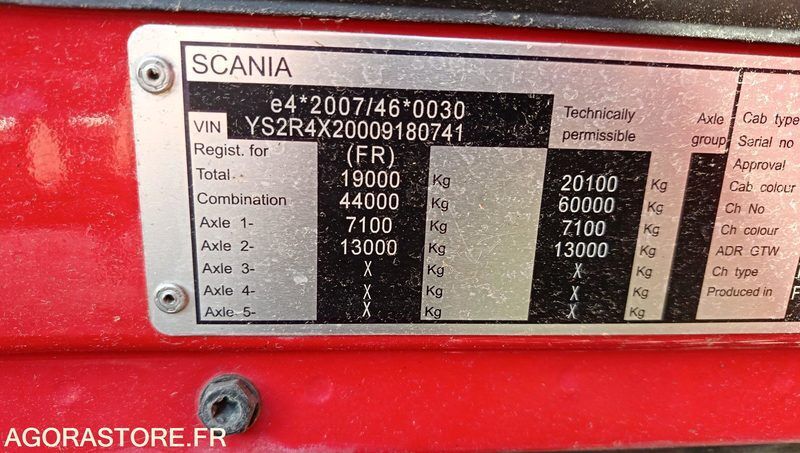 SCANIA
e4*2007/46*0030
VIN YS2R4X20009180741
Technically permissible
Axle group
Regist. for (FR)
Total 19000 Kg 20100 Kg
Combination 44000 Kg 60000 Kg
Axle 1- 7100 Kg 7100 Kg
Axle 2- 13000 Kg 13000 Kg
Axle 3- X Kg X Kg
Axle 4- X Kg X Kg
Axle 5- X Kg X Kg
Cab type
Serial no
Approval
Cab colour
Ch No
Ch colour
ADR GTW
Ch type
Produced in F
AGORASTORE.FR